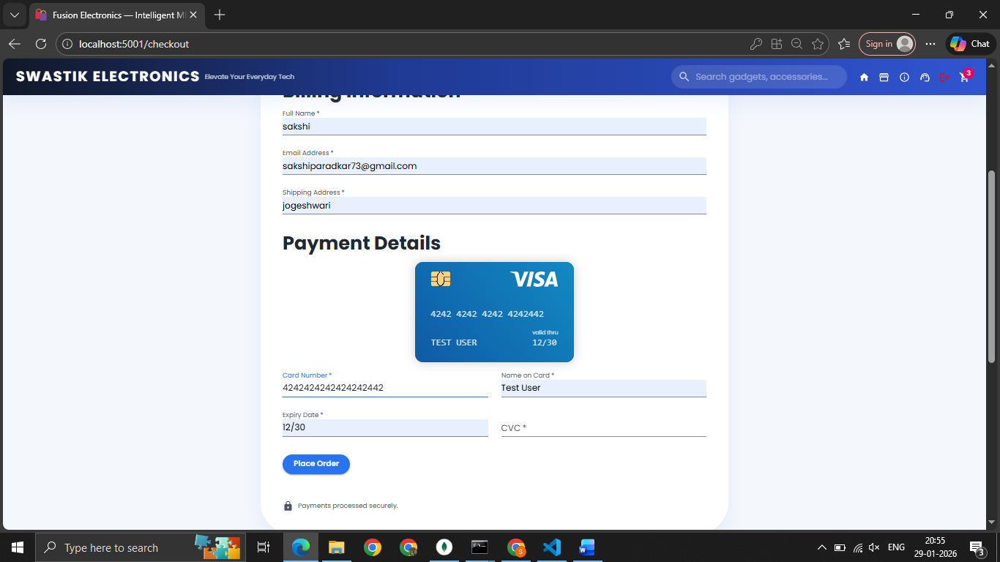 Fusion Electronics — Intelligent M
localhost:5001/checkout
Sign in
Chat
SWASTIK ELECTRONICS
Elevate Your Everyday Tech
Search gadgets, accessories...
3
Billing Information
Full Name *
sakshi
Email Address *
sakshiparadkar73@gmail.com
Shipping Address *
jogeshwari
Payment Details
VISA
4242 4242 4242 4242442
valid thru
TEST USER
12/30
Card Number *
4242424242424242442
Name on Card *
Test User
Expiry Date *
12/30
CVC *
Place Order
Payments processed securely.
Type here to search
ENG
20:55
29-01-2026
3